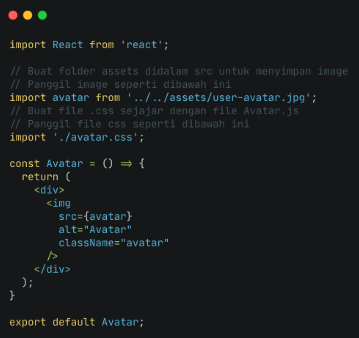 import React from 'react';
// Buat folder assets didalam src untuk menyimpan image
// Panggil image seperti dibawah ini
import avatar from '../../assets/user-avatar.jpg';
// Buat file .css sejajar dengan file Avatar.js
// Panggil file css seperti dibawah ini
import './avatar.css';
const Avatar = () => {
return (
<div>
<img
src={avatar}
alt="Avatar"
className="avatar"
/>
</div>
);
}
export default Avatar;